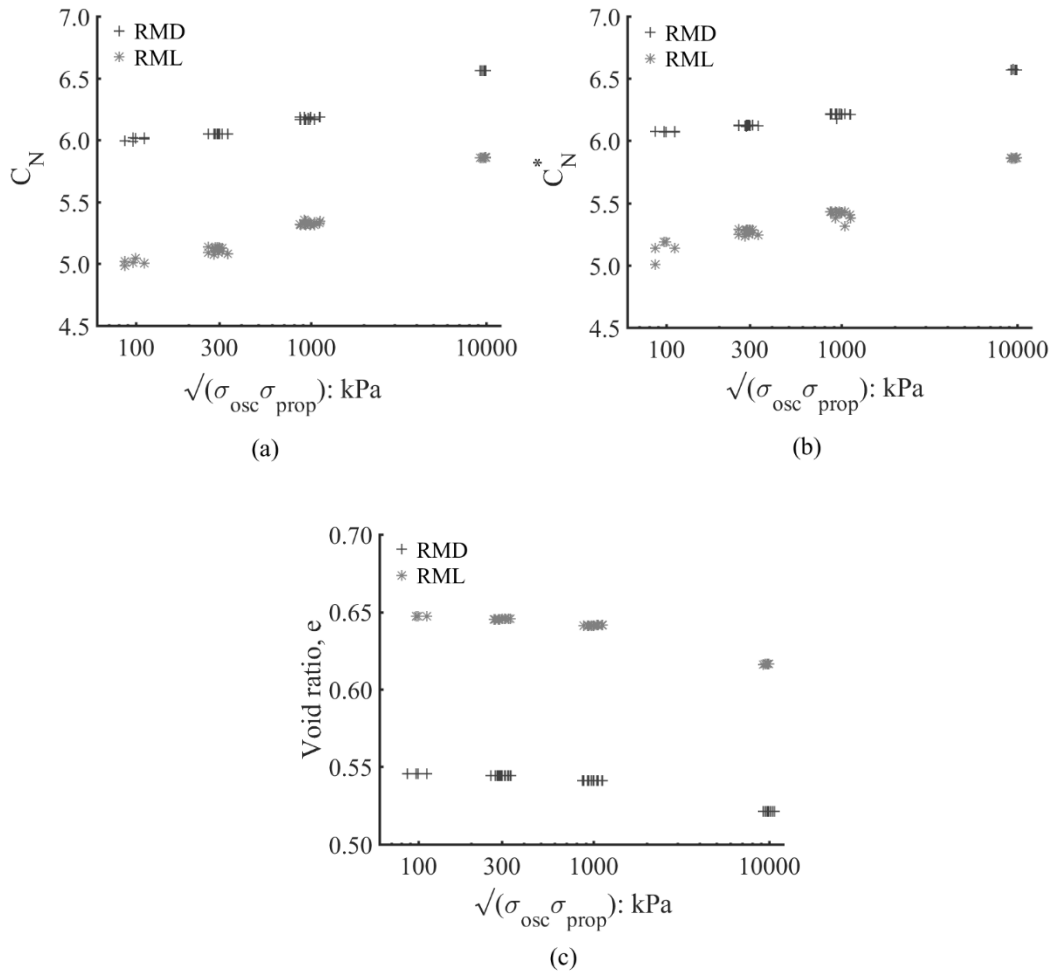 7.0
+ RMD
* RML
6.5
6.0
C_N
5.5
5.0
4.5
100 300 1000 10000
√(σ_osc σ_prop): kPa
(a)
7.0
+ RMD
* RML
6.5
6.0
C_N^*
5.5
5.0
4.5
100 300 1000 10000
√(σ_osc σ_prop): kPa
(b)
0.70
+ RMD
* RML
0.65
0.60
Void ratio, e
0.55
0.50
100 300 1000 10000
√(σ_osc σ_prop): kPa
(c)